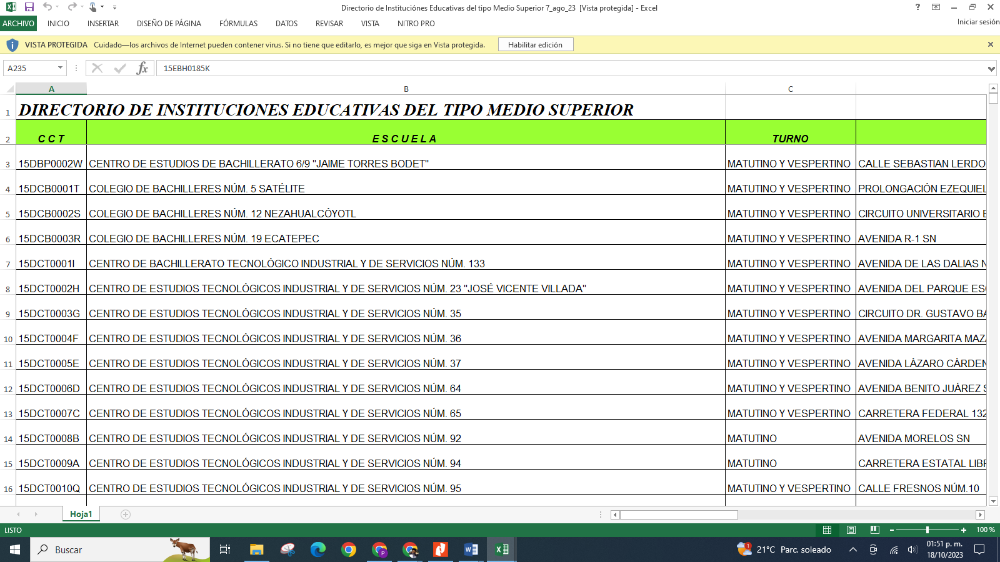 Directorio de Instituciónes Educativas del tipo Medio Superior 7_ago_23 [Vista protegida] - Excel
ARCHIVO INICIO INSERTAR DISEÑO DE PÁGINA FÓRMULAS DATOS REVISAR VISTA NITRO PRO Iniciar sesión
VISTA PROTEGIDA Cuidado—los archivos de Internet pueden contener virus. Si no tiene que editarlo, es mejor que siga en Vista protegida. Habilitar edición
A235 fx 15EBH0185K
A B C
1 DIRECTORIO DE INSTITUCIONES EDUCATIVAS DEL TIPO MEDIO SUPERIOR
2 C C T E S C U E L A TURNO
3 15DBP0002W CENTRO DE ESTUDIOS DE BACHILLERATO 6/9 "JAIME TORRES BODET" MATUTINO Y VESPERTINO CALLE SEBASTIAN LERDO
4 15DCB0001T COLEGIO DE BACHILLERES NÚM. 5 SATÉLITE MATUTINO Y VESPERTINO PROLONGACIÓN EZEQUIEL
5 15DCB0002S COLEGIO DE BACHILLERES NÚM. 12 NEZAHUALCÓYOTL MATUTINO Y VESPERTINO CIRCUITO UNIVERSITARIO
6 15DCB0003R COLEGIO DE BACHILLERES NÚM. 19 ECATEPEC MATUTINO Y VESPERTINO AVENIDA R-1 SN
7 15DCT0001I CENTRO DE BACHILLERATO TECNOLÓGICO INDUSTRIAL Y DE SERVICIOS NÚM. 133 MATUTINO Y VESPERTINO AVENIDA DE LAS DALIAS N
8 15DCT0002H CENTRO DE ESTUDIOS TECNOLÓGICOS INDUSTRIAL Y DE SERVICIOS NÚM. 23 "JOSÉ VICENTE VILLADA" MATUTINO Y VESPERTINO AVENIDA DEL PARQUE ESC
9 15DCT0003G CENTRO DE ESTUDIOS TECNOLÓGICOS INDUSTRIAL Y DE SERVICIOS NÚM. 35 MATUTINO Y VESPERTINO CIRCUITO DR. GUSTAVO BA
10 15DCT0004F CENTRO DE ESTUDIOS TECNOLÓGICOS INDUSTRIAL Y DE SERVICIOS NÚM. 36 MATUTINO Y VESPERTINO AVENIDA MARGARITA MAZA
11 15DCT0005E CENTRO DE ESTUDIOS TECNOLÓGICOS INDUSTRIAL Y DE SERVICIOS NÚM. 37 MATUTINO Y VESPERTINO AVENIDA LÁZARO CÁRDEN
12 15DCT0006D CENTRO DE ESTUDIOS TECNOLÓGICOS INDUSTRIAL Y DE SERVICIOS NÚM. 64 MATUTINO Y VESPERTINO AVENIDA BENITO JUÁREZ S
13 15DCT0007C CENTRO DE ESTUDIOS TECNOLÓGICOS INDUSTRIAL Y DE SERVICIOS NÚM. 65 MATUTINO Y VESPERTINO CARRETERA FEDERAL 132
14 15DCT0008B CENTRO DE ESTUDIOS TECNOLÓGICOS INDUSTRIAL Y DE SERVICIOS NÚM. 92 MATUTINO AVENIDA MORELOS SN
15 15DCT0009A CENTRO DE ESTUDIOS TECNOLÓGICOS INDUSTRIAL Y DE SERVICIOS NÚM. 94 MATUTINO CARRETERA ESTATAL LIBR
16 15DCT0010Q CENTRO DE ESTUDIOS TECNOLÓGICOS INDUSTRIAL Y DE SERVICIOS NÚM. 95 MATUTINO Y VESPERTINO CALLE FRESNOS NÚM.10
Hoja1
LISTO 100 %
Buscar 21°C Parc. soleado 01:51 p. m.
18/10/2023